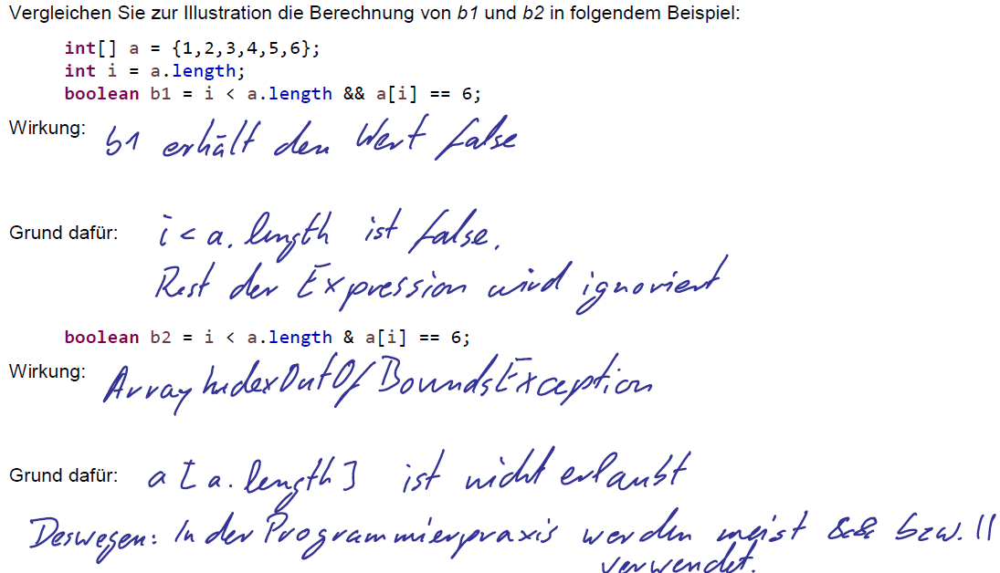 Vergleichen Sie zur Illustration die Berechnung von b1 und b2 in folgendem Beispiel:
int[] a = {1,2,3,4,5,6};
int i = a.length;
boolean b1 = i < a.length && a[i] == 6;
Wirkung: b1 erhält den Wert false
Grund dafür: i < a.length ist false.
Rest der Expression wird ignoriert
boolean b2 = i < a.length & a[i] == 6;
Wirkung: ArrayIndexOutOfBoundsException
Grund dafür: a[a.length] ist nicht erlaubt
Deswegen: In der Programmierpraxis werden meist && bzw. ||
verwendet.